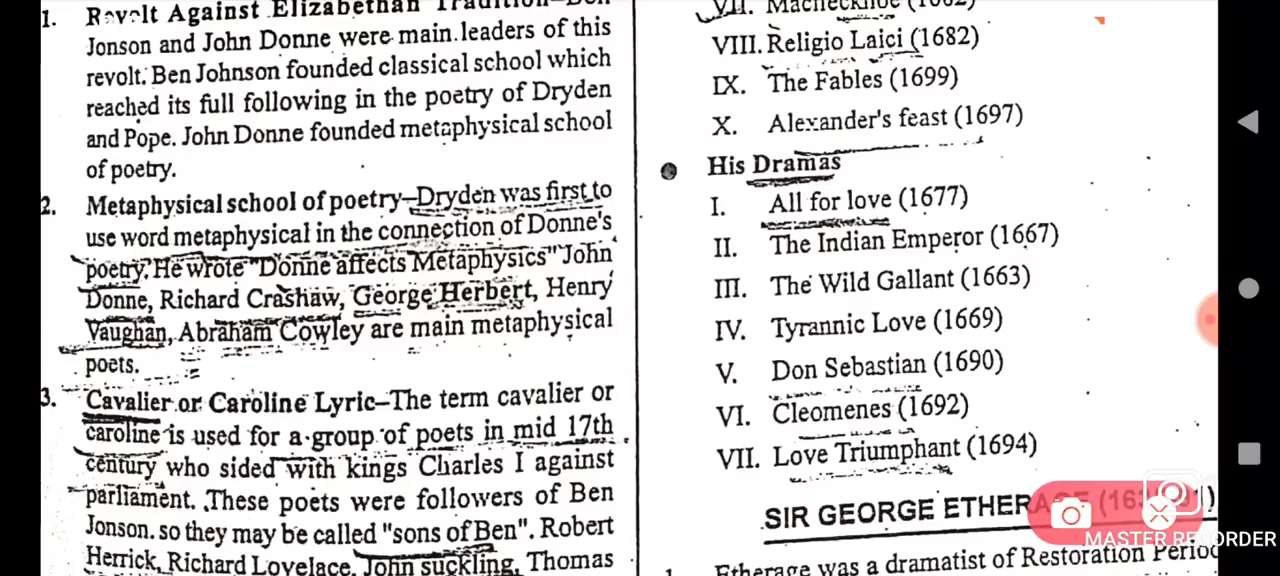 1. Revolt Against Elizabethan Tradition–Ben
Jonson and John Donne were main leaders of this
revolt. Ben Johnson founded classical school which
reached its full following in the poetry of Dryden
and Pope. John Donne founded metaphysical school
of poetry.
2. Metaphysical school of poetry–Dryden was first to
use word metaphysical in the connection of Donne's
poetry. He wrote "Donne affects Metaphysics" John
Donne, Richard Crashaw, George Herbert, Henry
Vaughan, Abraham Cowley are main metaphysical
poets.
3. Cavalier or Caroline Lyric–The term cavalier or
caroline is used for a group of poets in mid 17th
century who sided with kings Charles I against
parliament. These poets were followers of Ben
Jonson. so they may be called "sons of Ben". Robert
Herrick, Richard Lovelace, John suckling, Thomas
VII. Macflecknoe (1682)
VIII. Religio Laici (1682)
IX. The Fables (1699)
X. Alexander's feast (1697)
His Dramas
I. All for love (1677)
II. The Indian Emperor (1667)
III. The Wild Gallant (1663)
IV. Tyrannic Love (1669)
V. Don Sebastian (1690)
VI. Cleomenes (1692)
VII. Love Triumphant (1694)
SIR GEORGE ETHERAGE
MASTER RECORDER
1. Etherage was a dramatist of Restoration Period